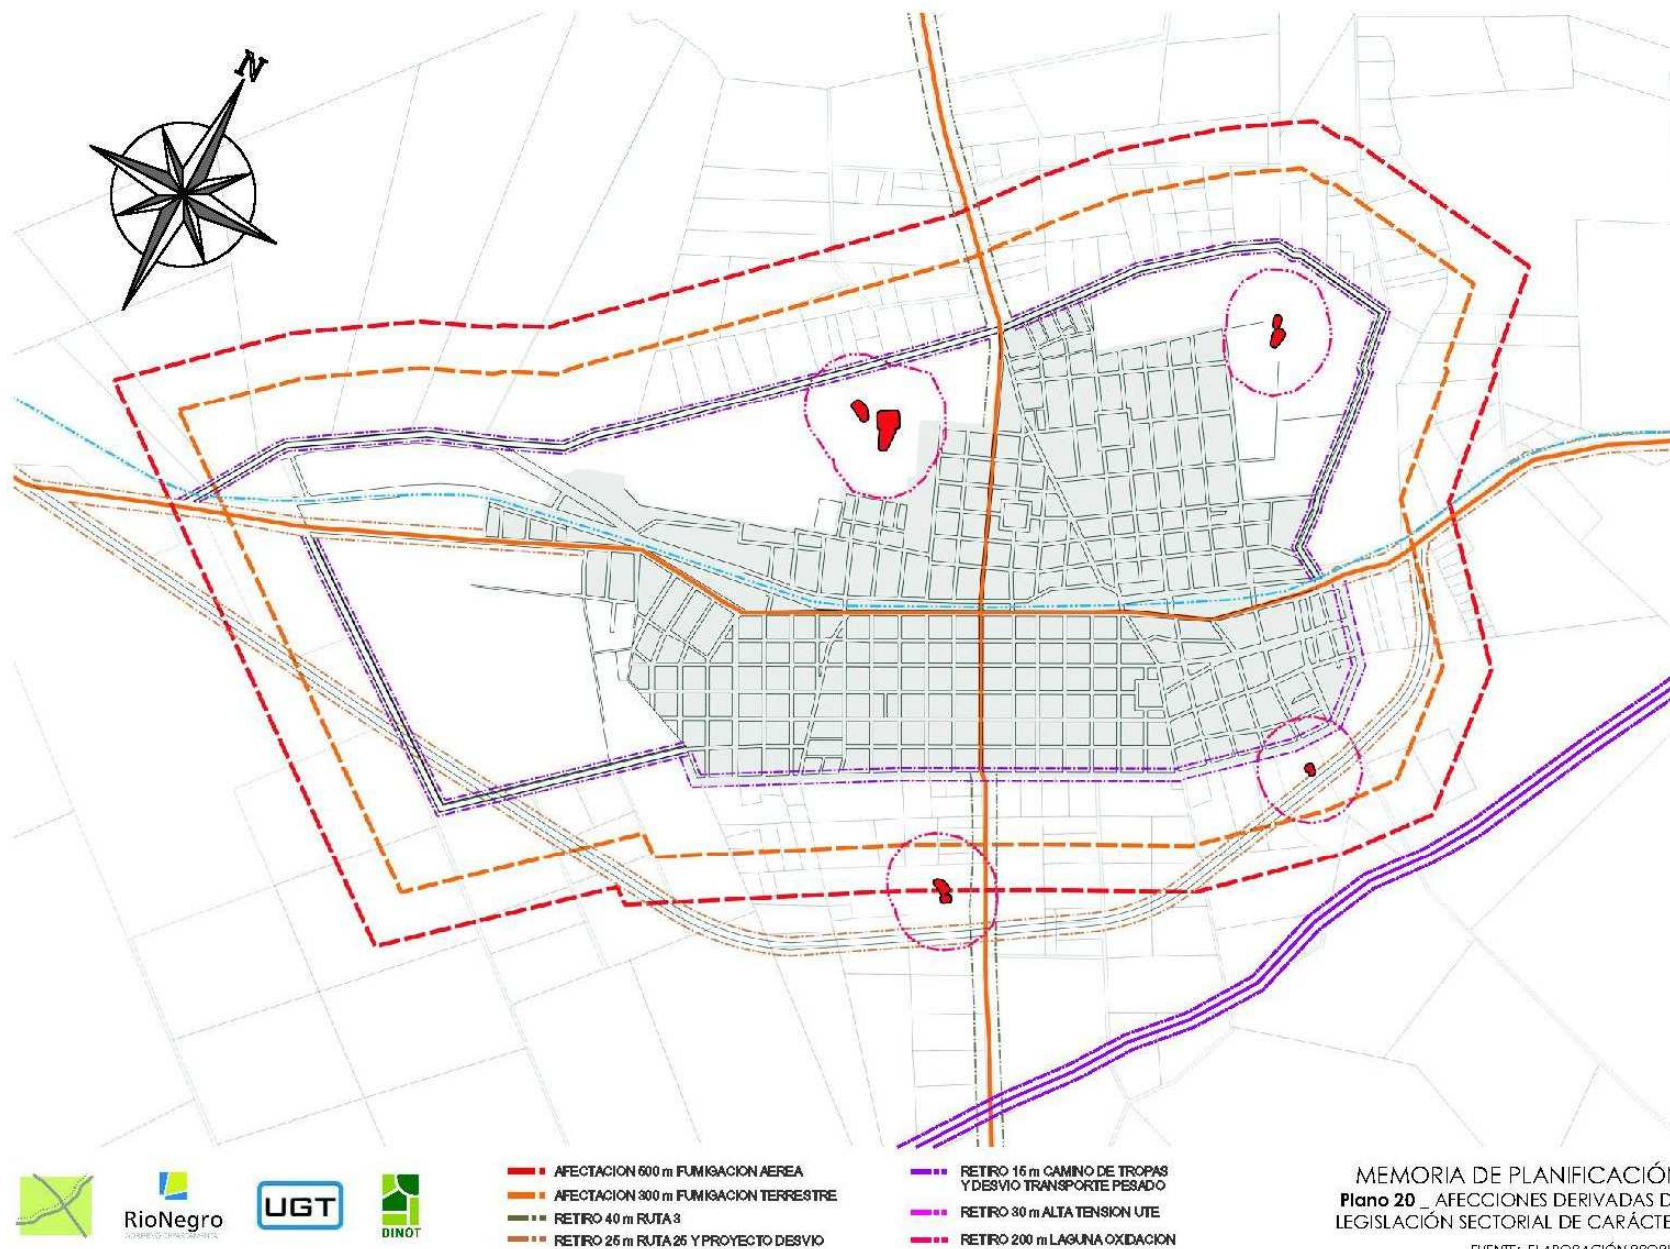 N
RioNegro
UGT
DINOT
AFECTACION 500 m FUMIGACION AEREA
AFECTACION 300 m FUMIGACION TERRESTRE
RETIRO 40 m RUTA 3
RETIRO 25 m RUTA 25 Y PROYECTO DESVIO
RETIRO 15 m CAMINO DE TROPAS
Y DESVIO TRANSPORTE PESADO
RETIRO 30 m ALTA TENSION UTE
RETIRO 200 m LAGUNA OXIDACION
MEMORIA DE PLANIFICACIÓN
Plano 20 _ AFECCIONES DERIVADAS D
LEGISLACIÓN SECTORIAL DE CARÁCTE